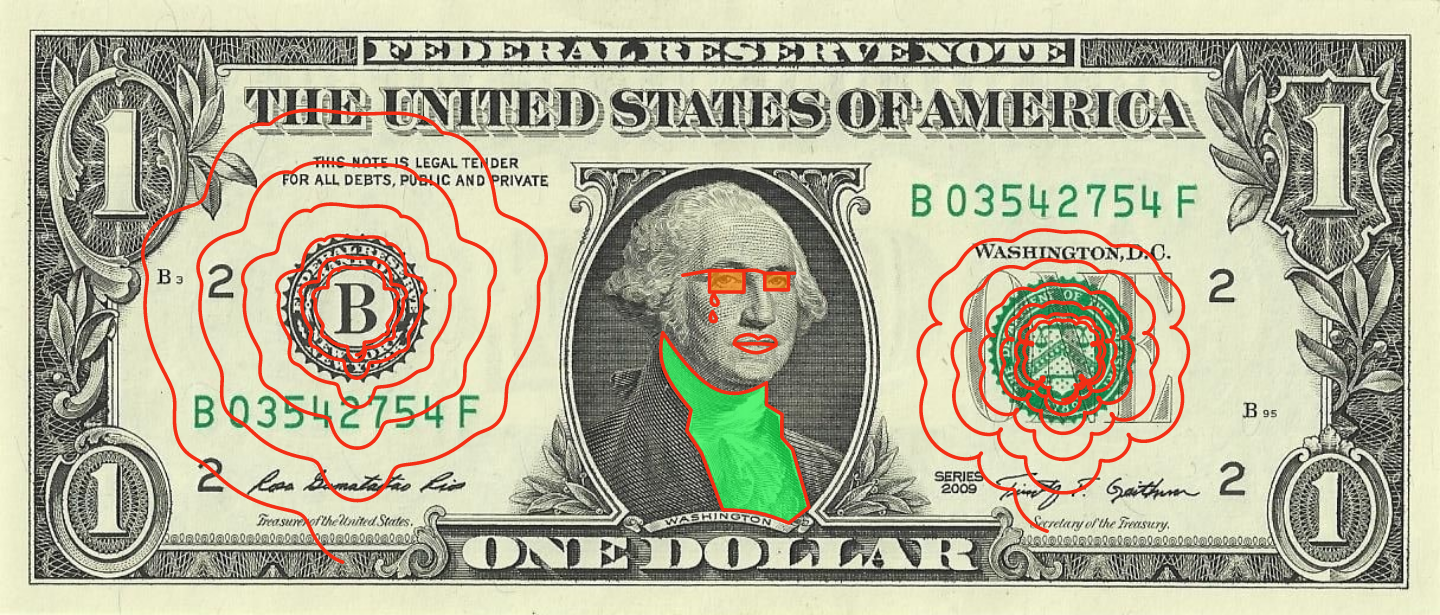 FEDERAL RESERVE NOTE
THE UNITED STATES OF AMERICA
1
1
THIS NOTE IS LEGAL TENDER
FOR ALL DEBTS, PUBLIC AND PRIVATE
B 03542754 F
WASHINGTON, D.C.
B 3
2
2
B
B 03542754 F
B 95
2
2
SERIES
2009
Treasurer of the United States.
WASHINGTON
Secretary of the Treasury.
1
1
ONE DOLLAR